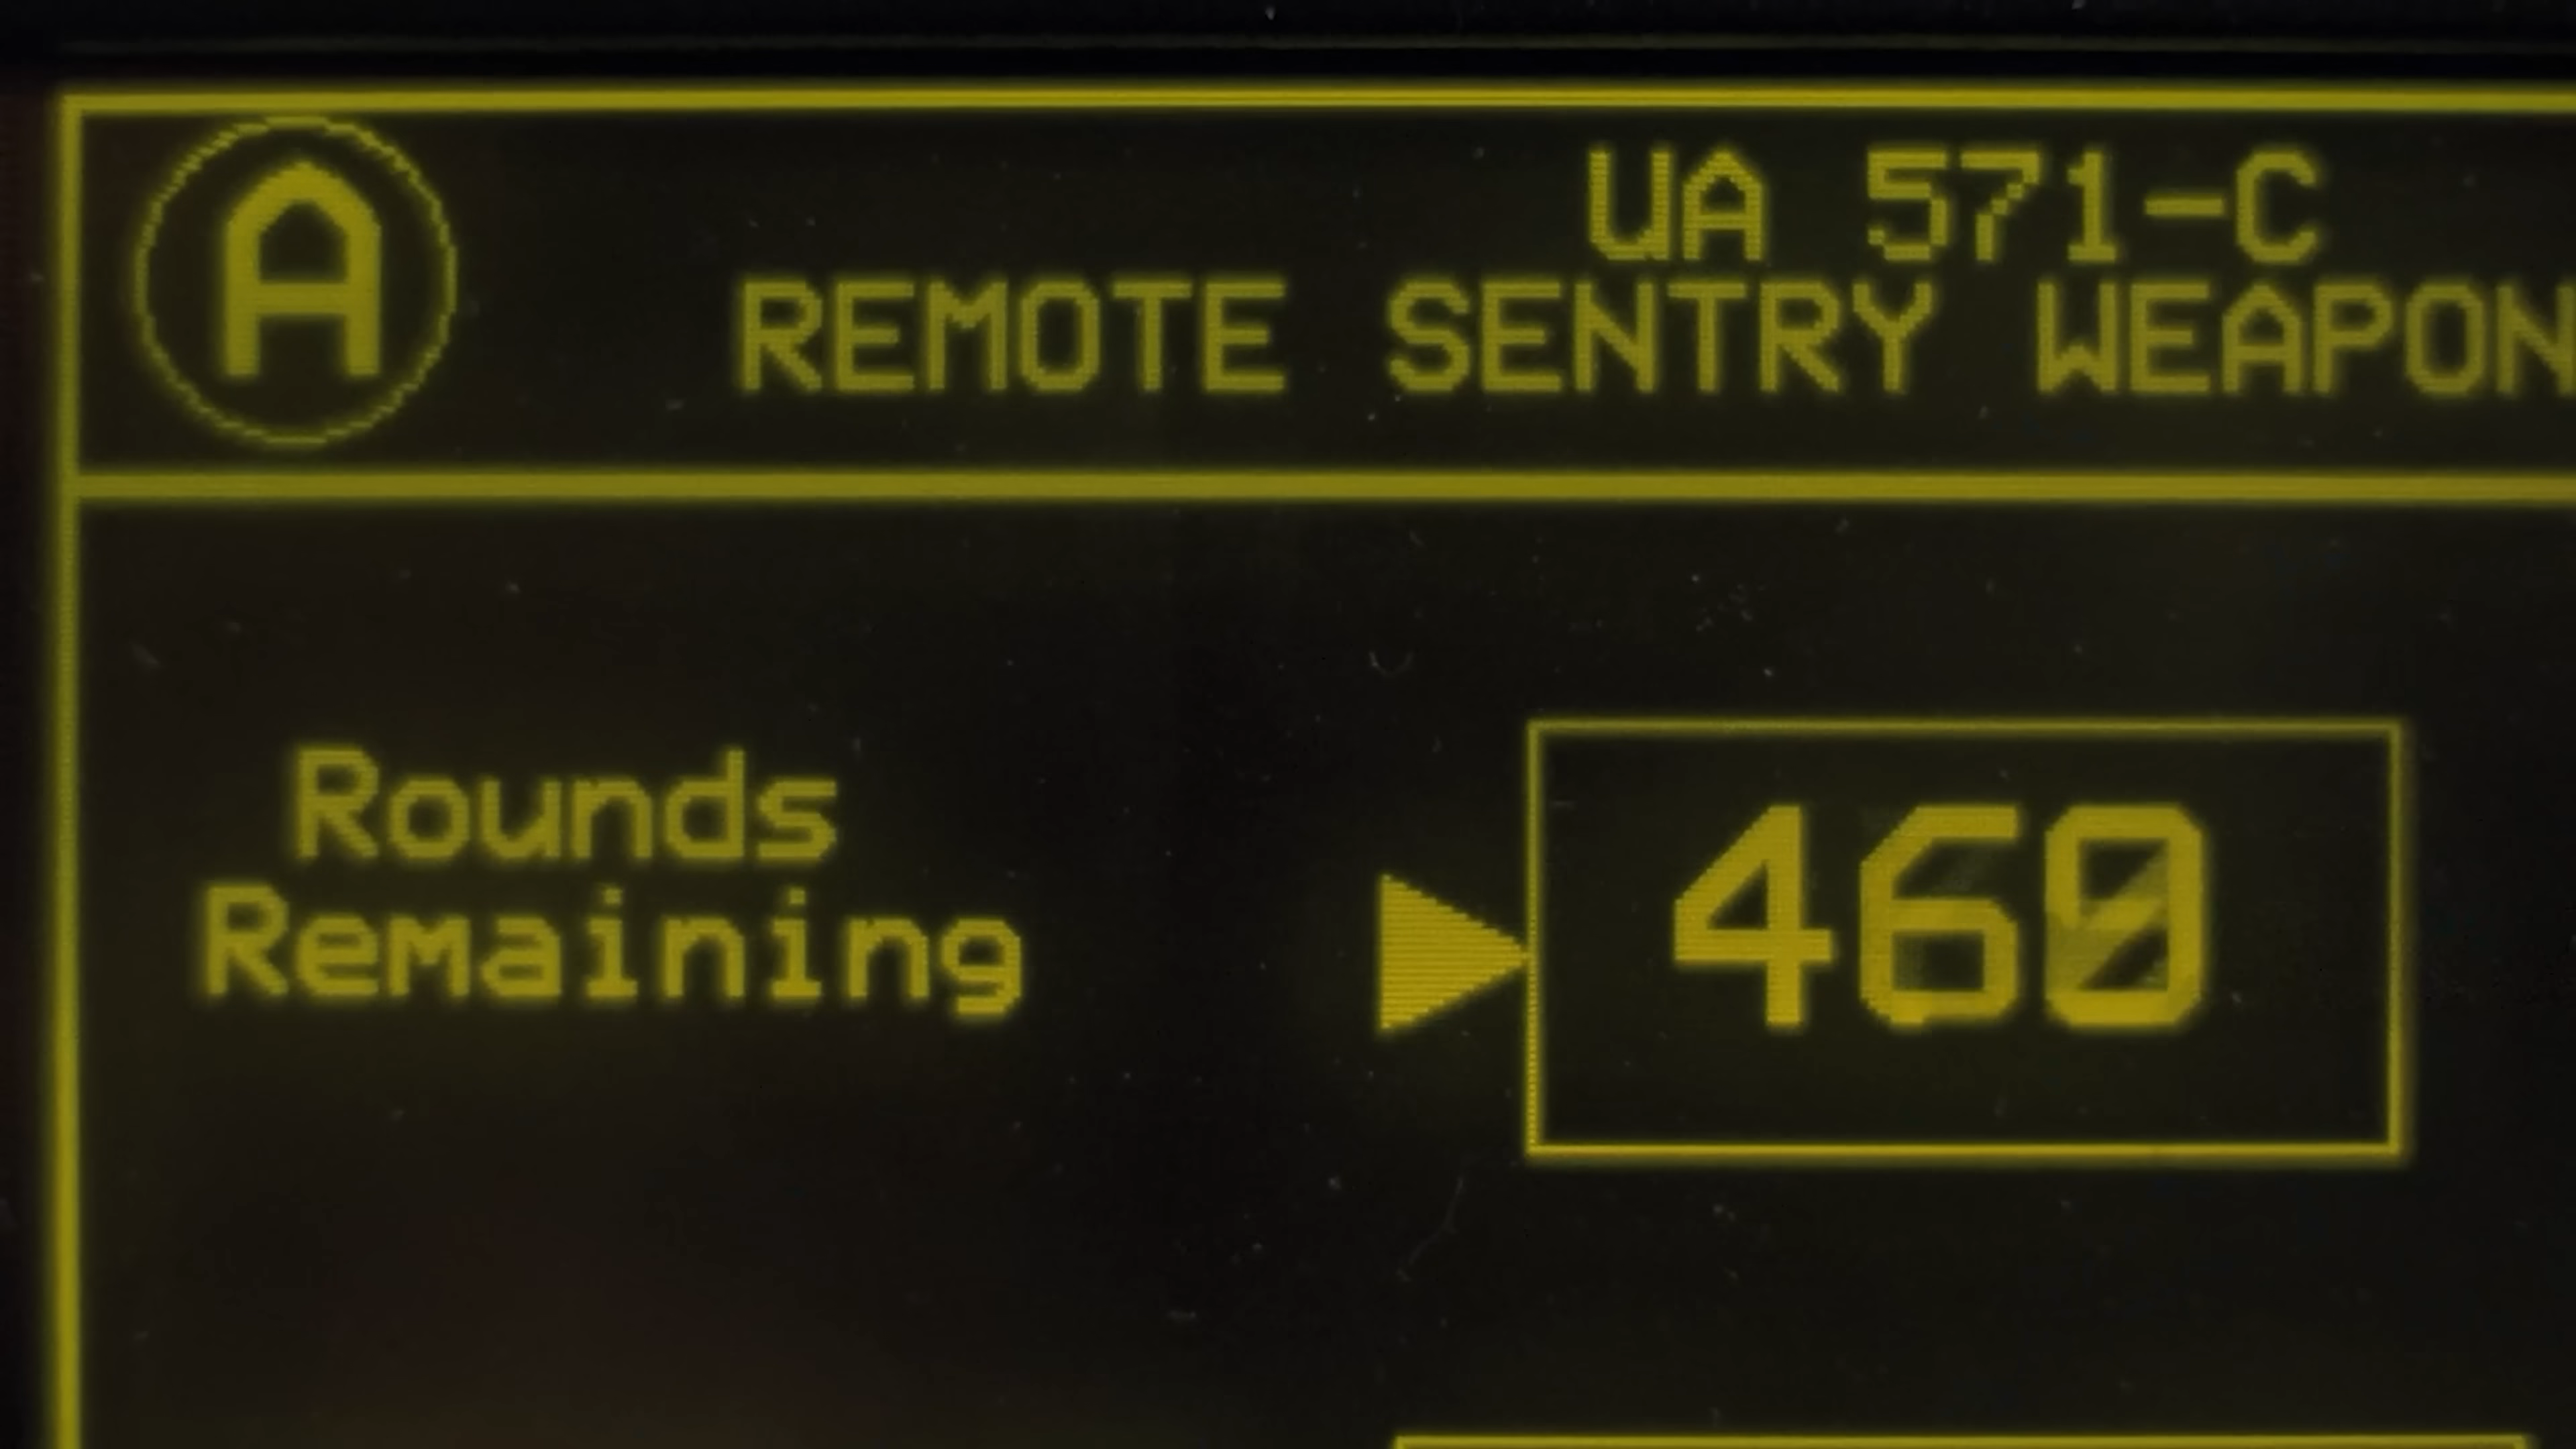 A
UA 571-C
REMOTE SENTRY WEAPON
Rounds
Remaining
460